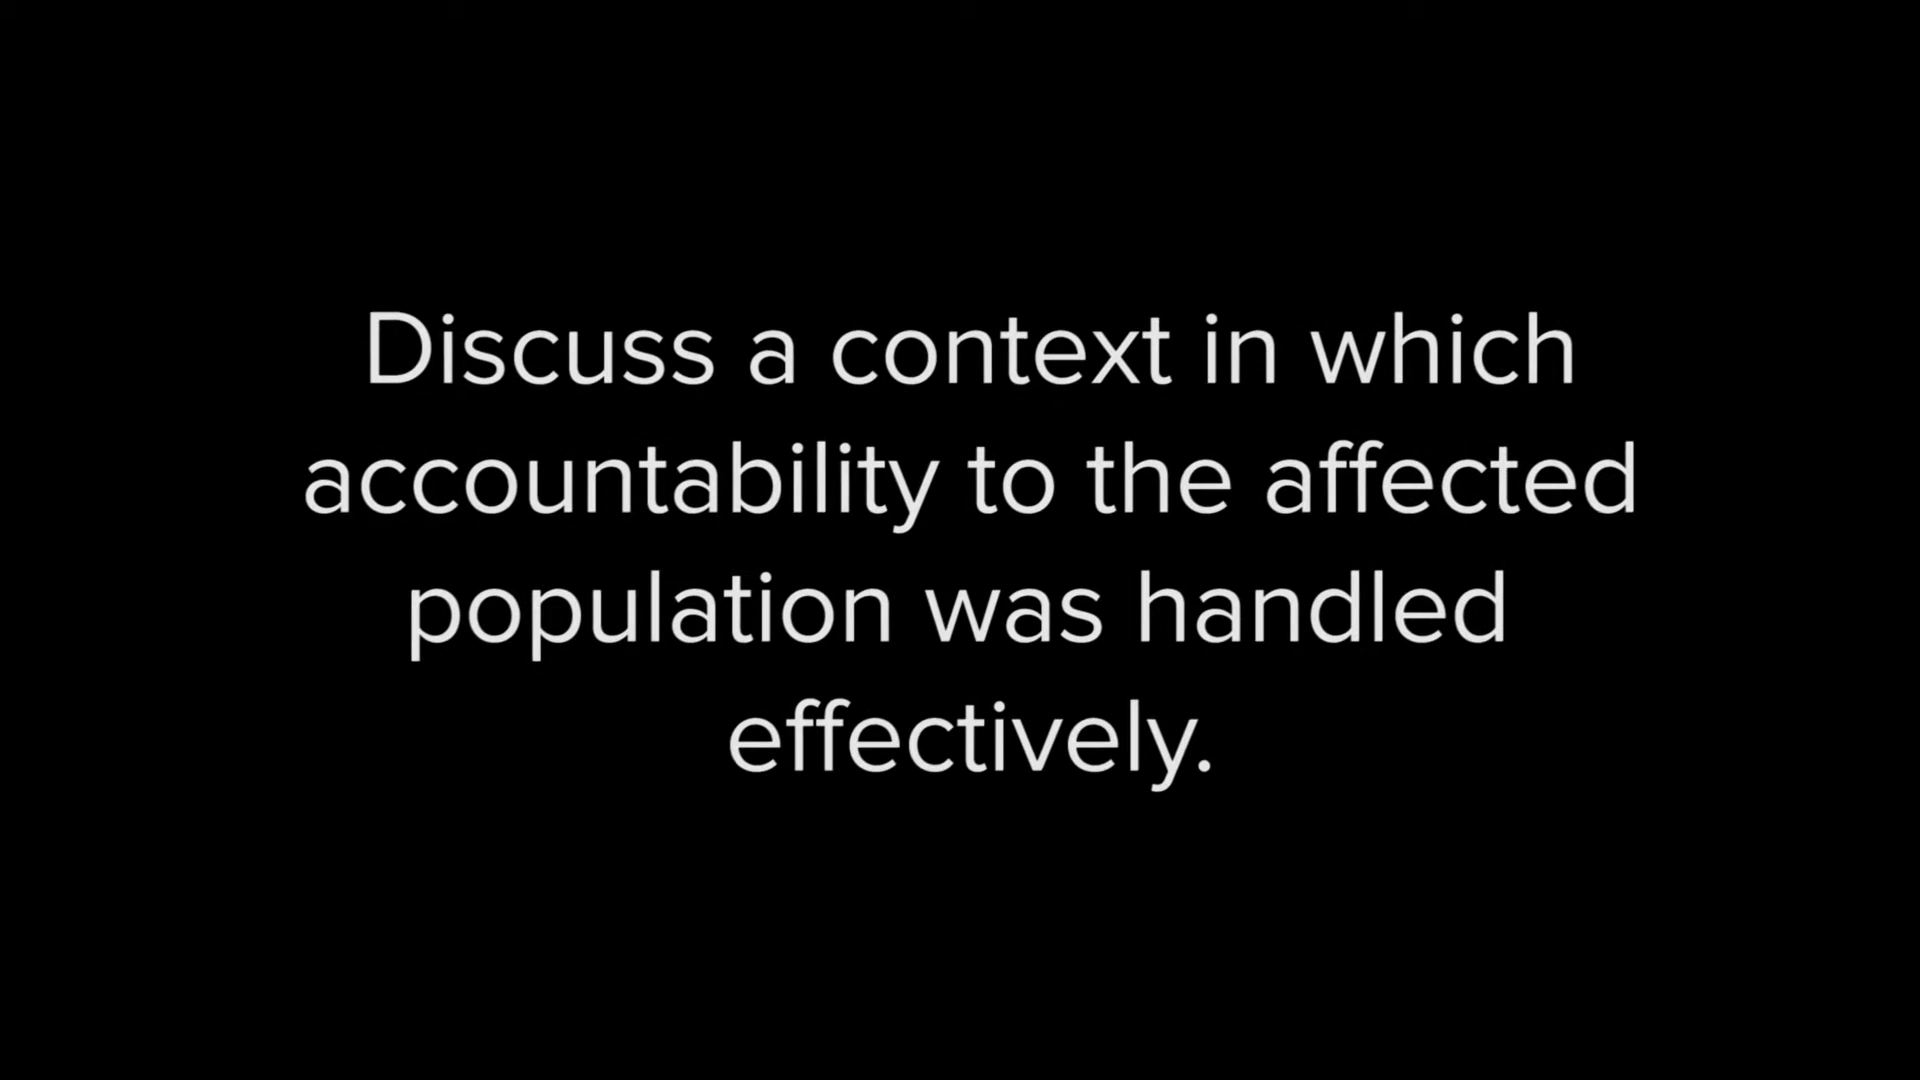 Discuss a context in which
accountability to the affected
population was handled
effectively.